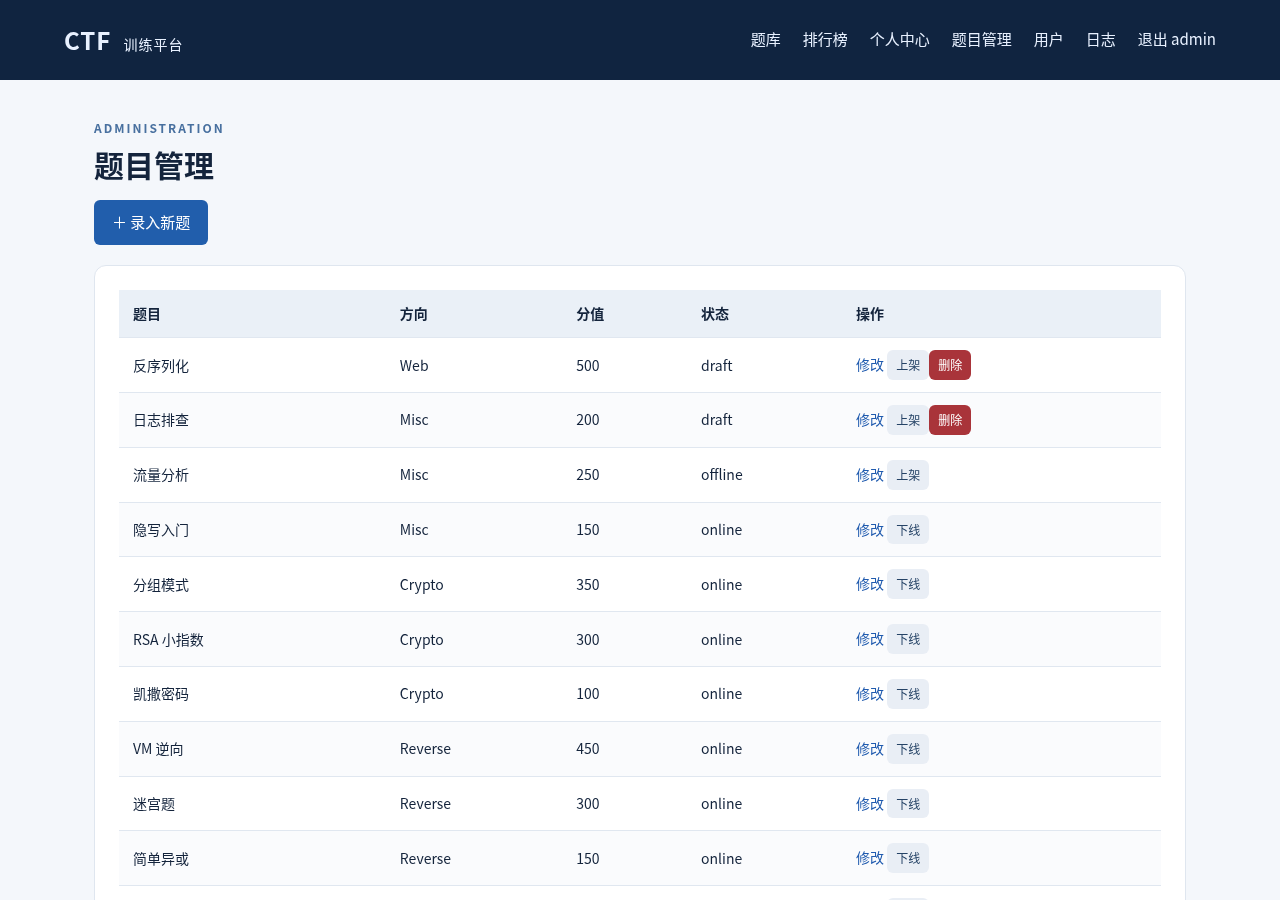 CTF 训练平台 题库 排行榜 个人中心 题目管理 用户 日志 退出 admin
ADMINISTRATION
题目管理
＋ 录入新题
题目 方向 分值 状态 操作
反序列化 Web 500 draft 修改 上架 删除
日志排查 Misc 200 draft 修改 上架 删除
流量分析 Misc 250 offline 修改 上架
隐写入门 Misc 150 online 修改 下线
分组模式 Crypto 350 online 修改 下线
RSA 小指数 Crypto 300 online 修改 下线
凯撒密码 Crypto 100 online 修改 下线
VM 逆向 Reverse 450 online 修改 下线
迷宫题 Reverse 300 online 修改 下线
简单异或 Reverse 150 online 修改 下线